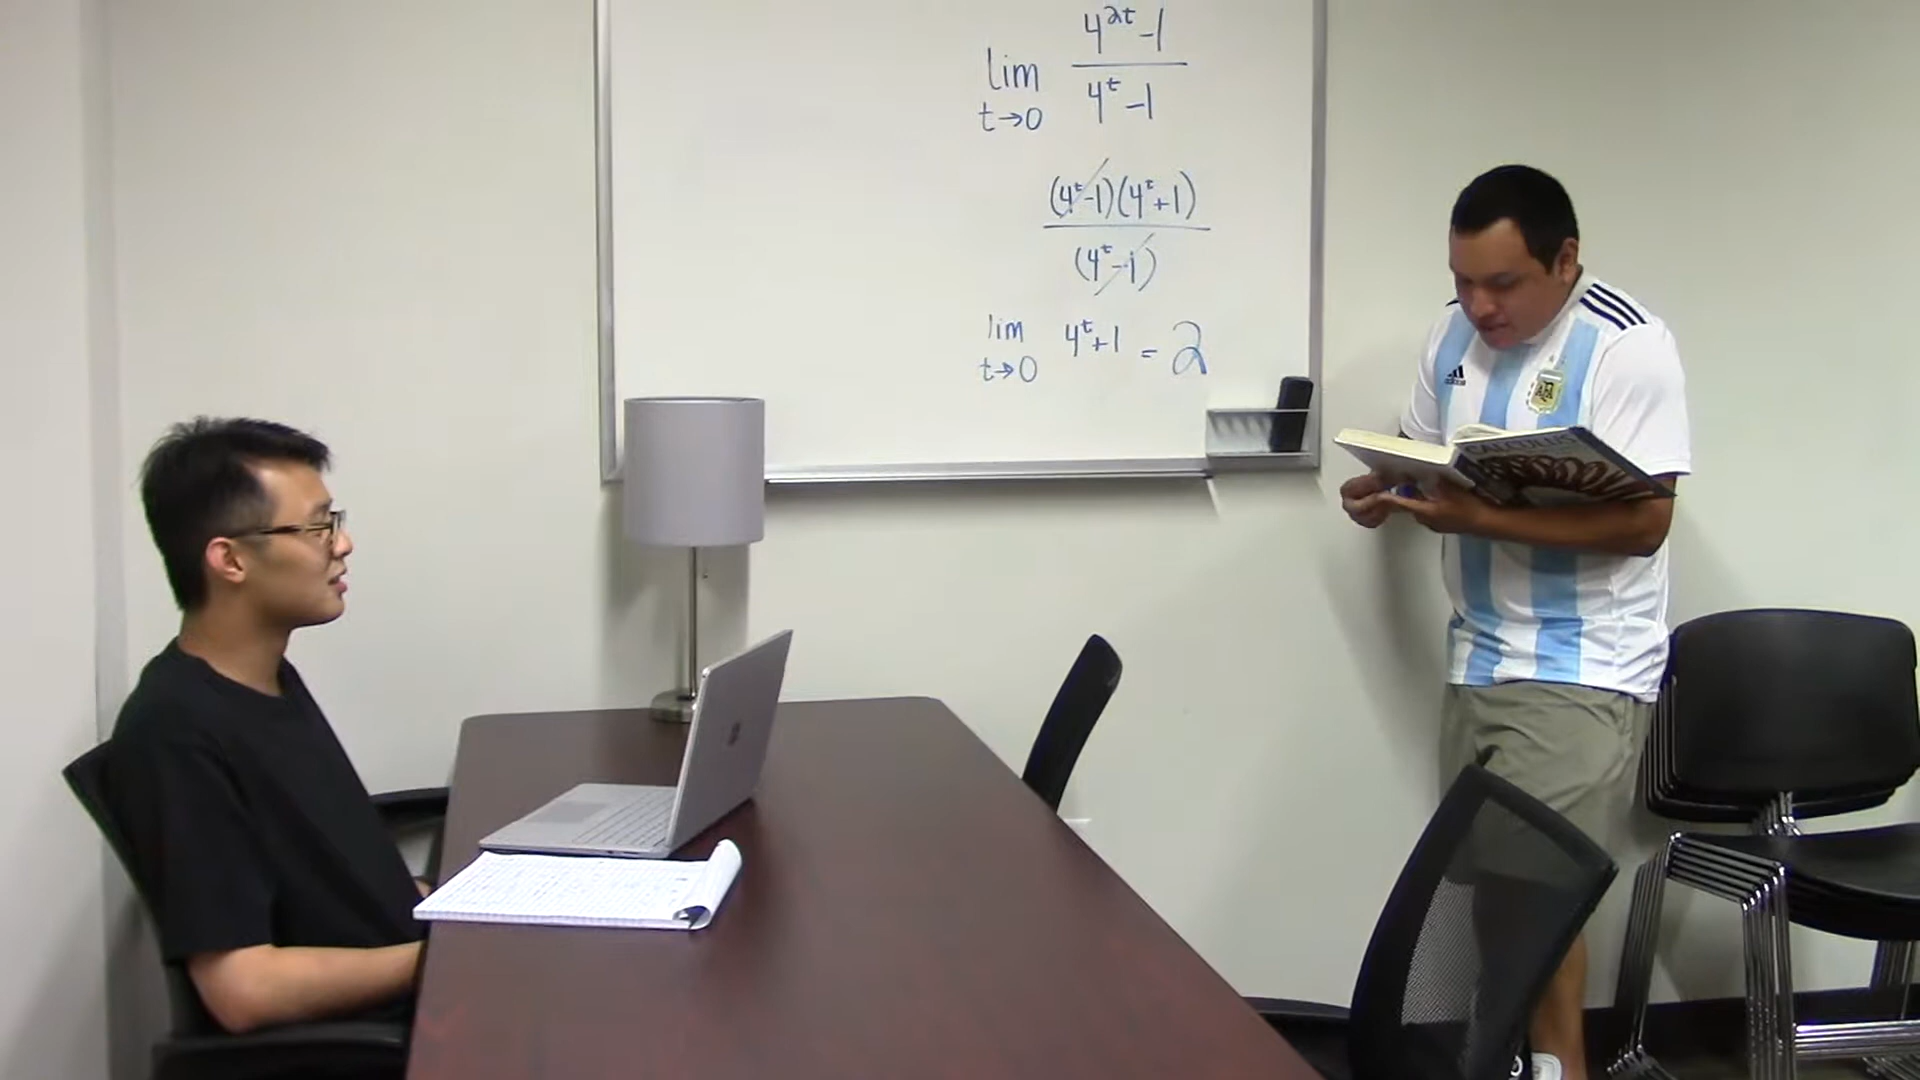 lim t→0 4^2t -1 / 4^t -1
(4^t -1)(4^t +1) / (4^t -1)
lim t→0 4^t +1 = 2
adidas
AFA
CALCULUS